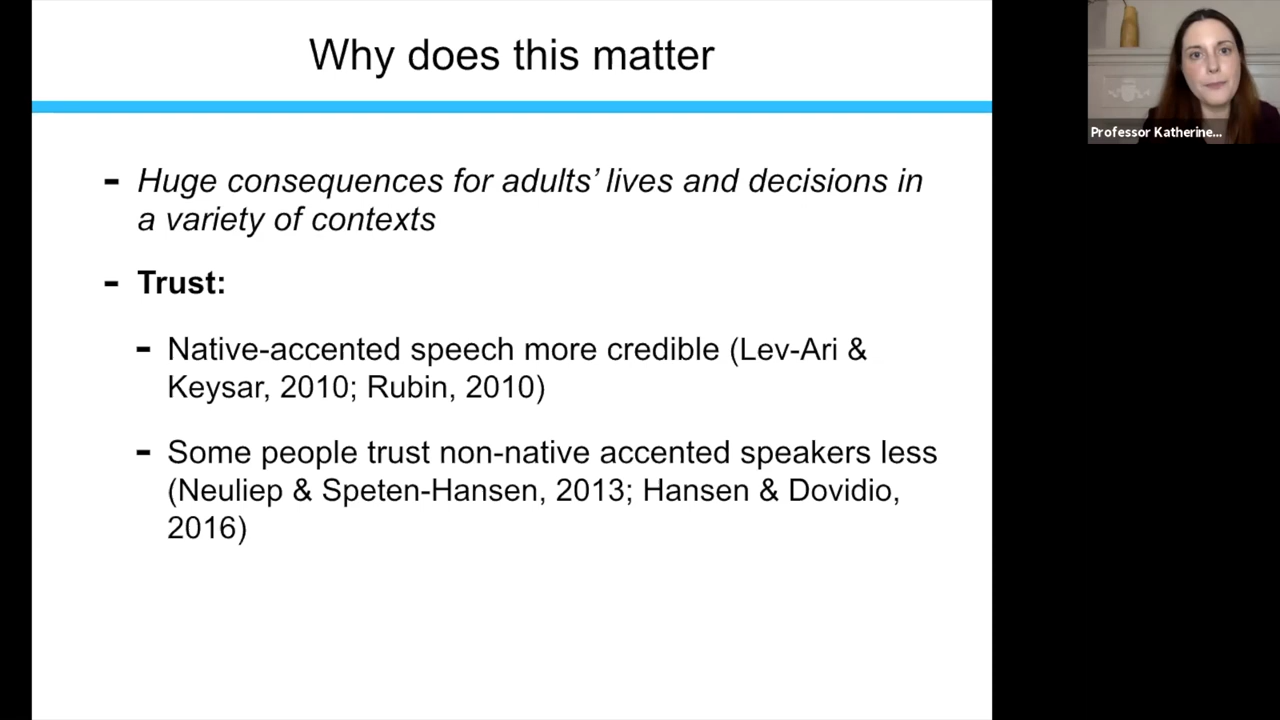 Why does this matter
Professor Katherine...
- Huge consequences for adults’ lives and decisions in
a variety of contexts
- Trust:
- Native-accented speech more credible (Lev-Ari &
Keysar, 2010; Rubin, 2010)
- Some people trust non-native accented speakers less
(Neuliep & Speten-Hansen, 2013; Hansen & Dovidio,
2016)